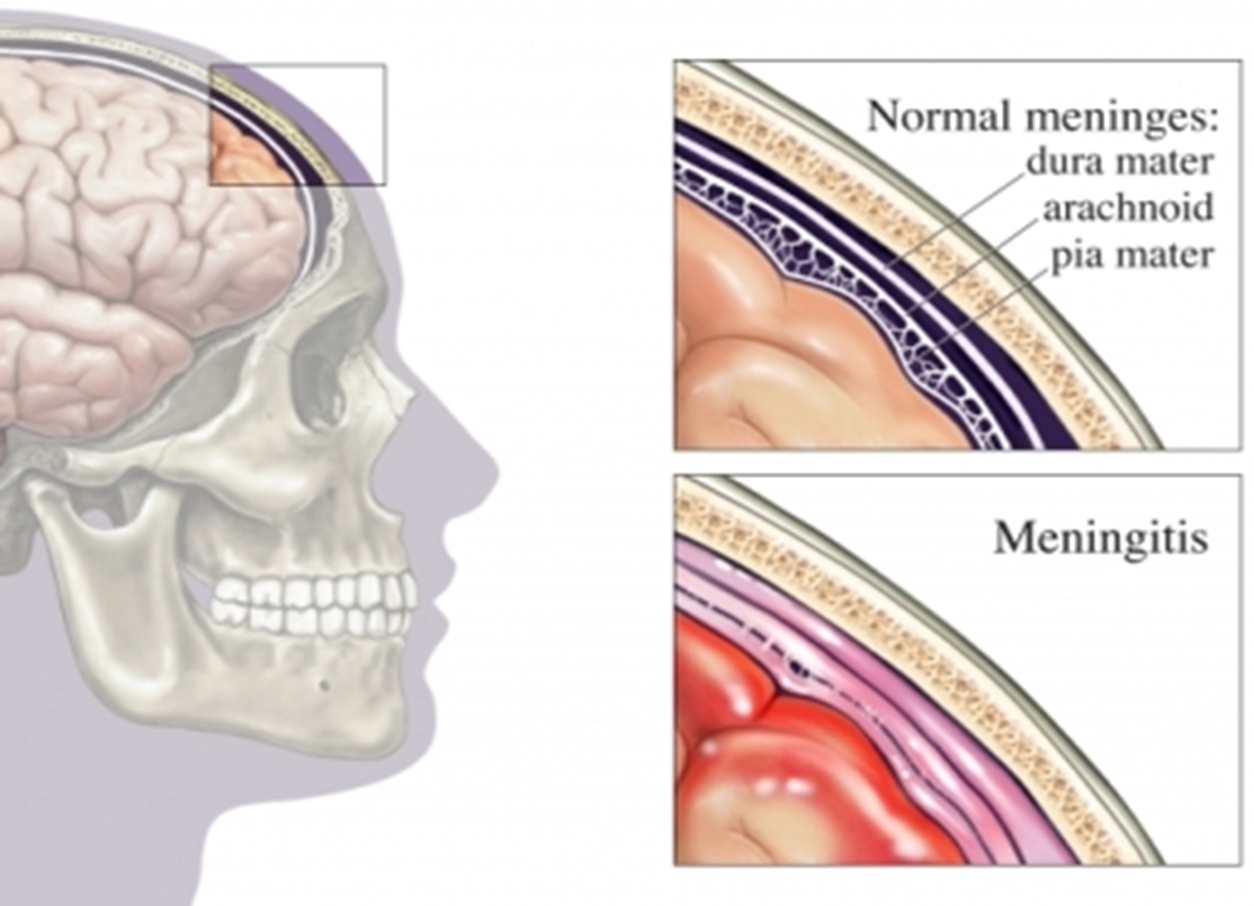 Normal meninges:
dura mater
arachnoid
pia mater
Meningitis